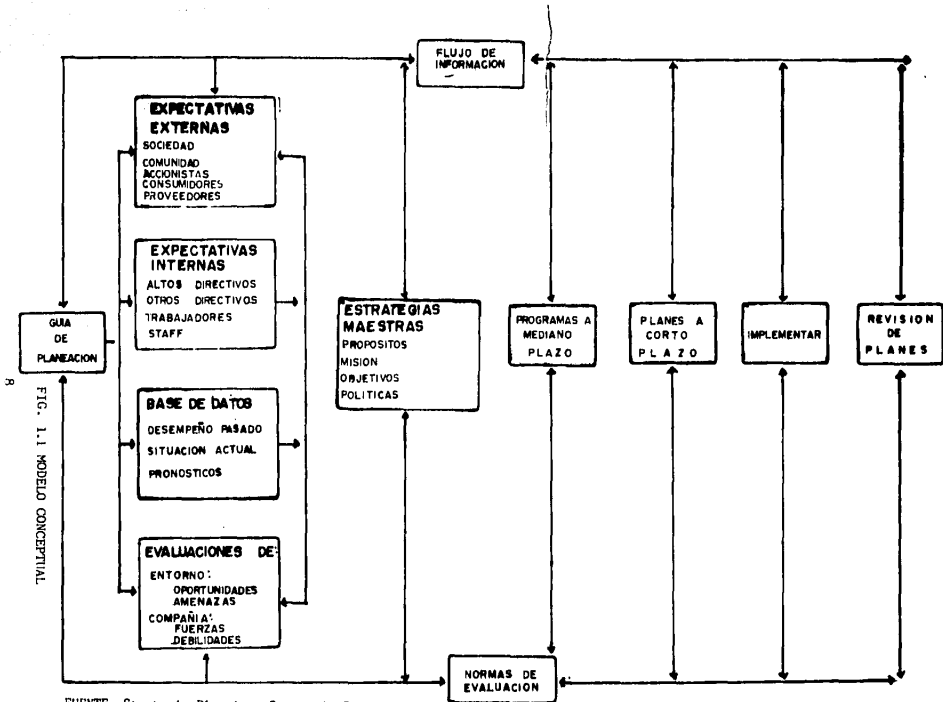 FLUJO DE
INFORMACION
EXPECTATIVAS
EXTERNAS
SOCIEDAD
COMUNIDAD
ACCIONISTAS
CONSUMIDORES
PROVEEDORES
EXPECTATIVAS
INTERNAS
ALTOS DIRECTIVOS
OTROS DIRECTIVOS
TRABAJADORES
STAFF
GUIA
DE
PLANEACION
BASE DE DATOS
DESEMPEÑO PASADO
SITUACION ACTUAL
PRONOSTICOS
EVALUACIONES DE:
ENTORNO:
OPORTUNIDADES
AMENAZAS
COMPAÑIA:
FUERZAS
DEBILIDADES
ESTRATEGIAS
MAESTRAS
PROPOSITOS
MISION
OBJETIVOS
POLITICAS
PROGRAMAS A
MEDIANO
PLAZO
PLANES A
CORTO
PLAZO
IMPLEMENTAR
REVISION
DE
PLANES
NORMAS DE
EVALUACION
FIG. 1.1 MODELO CONCEPTUAL
8
FUENTE